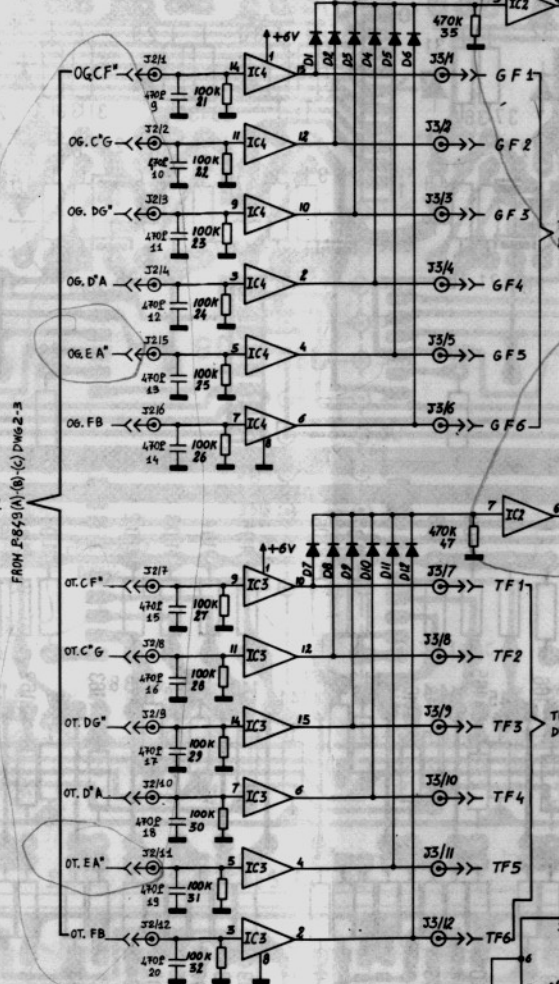 470K
35
IC2
+6V
1
D1 D2 D3 D4 D5 D6
OG.CF# J2/1 14 IC4 15 J3/1 GF1
470P 9 100K 21
OG.C#G J2/2 11 IC4 12 J3/2 GF2
470P 10 100K 22
OG.DG# J2/3 9 IC4 10 J3/3 GF3
470P 11 100K 23
OG.D#A J2/4 3 IC4 2 J3/4 GF4
470P 12 100K 24
OG.EA# J2/5 5 IC4 4 J3/5 GF5
470P 13 100K 25
OG.FB J2/6 7 IC4 6 J3/6 GF6
470P 14 100K 26
8
FROM P.849(A)-(B)-(C) DWG2-3
7 IC2 6
470K
47
+6V
1
D7 D8 D9 D10 D11 D12
OT.CF# J2/7 9 IC3 10 J3/7 TF1
470P 15 100K 27
OT.C#G J2/8 11 IC3 12 J3/8 TF2
470P 16 100K 28
OT.DG# J2/9 14 IC3 15 J3/9 TF3
470P 17 100K 29
OT.D#A J2/10 7 IC3 6 J3/10 TF4
470P 18 100K 30
OT.EA# J2/11 5 IC3 4 J3/11 TF5
470P 19 100K 31
OT.FB J2/12 3 IC3 2 J3/12 TF6
470P 20 100K 32
8
6